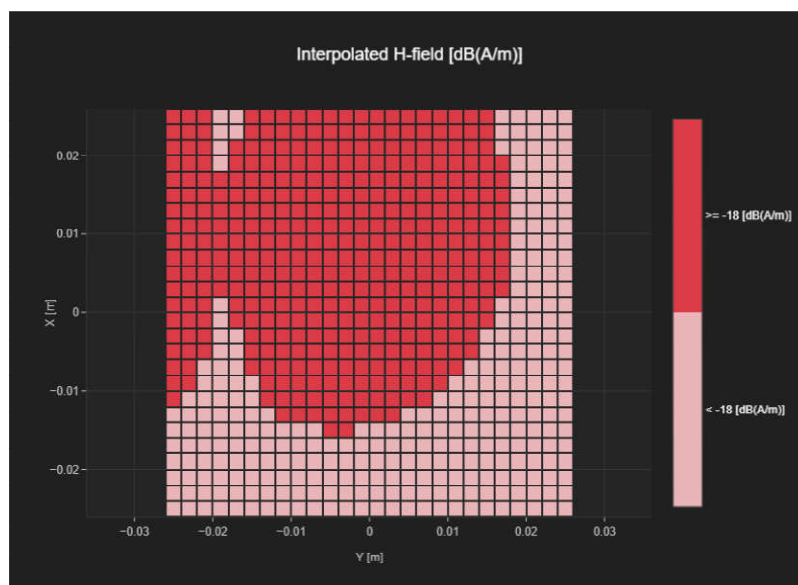 Interpolated H-field [dB(A/m)]
0.02
0.01
0
−0.01
−0.02
X [m]
−0.03
−0.02
−0.01
0
0.01
0.02
0.03
Y [m]
>= -18 [dB(A/m)]
< -18 [dB(A/m)]